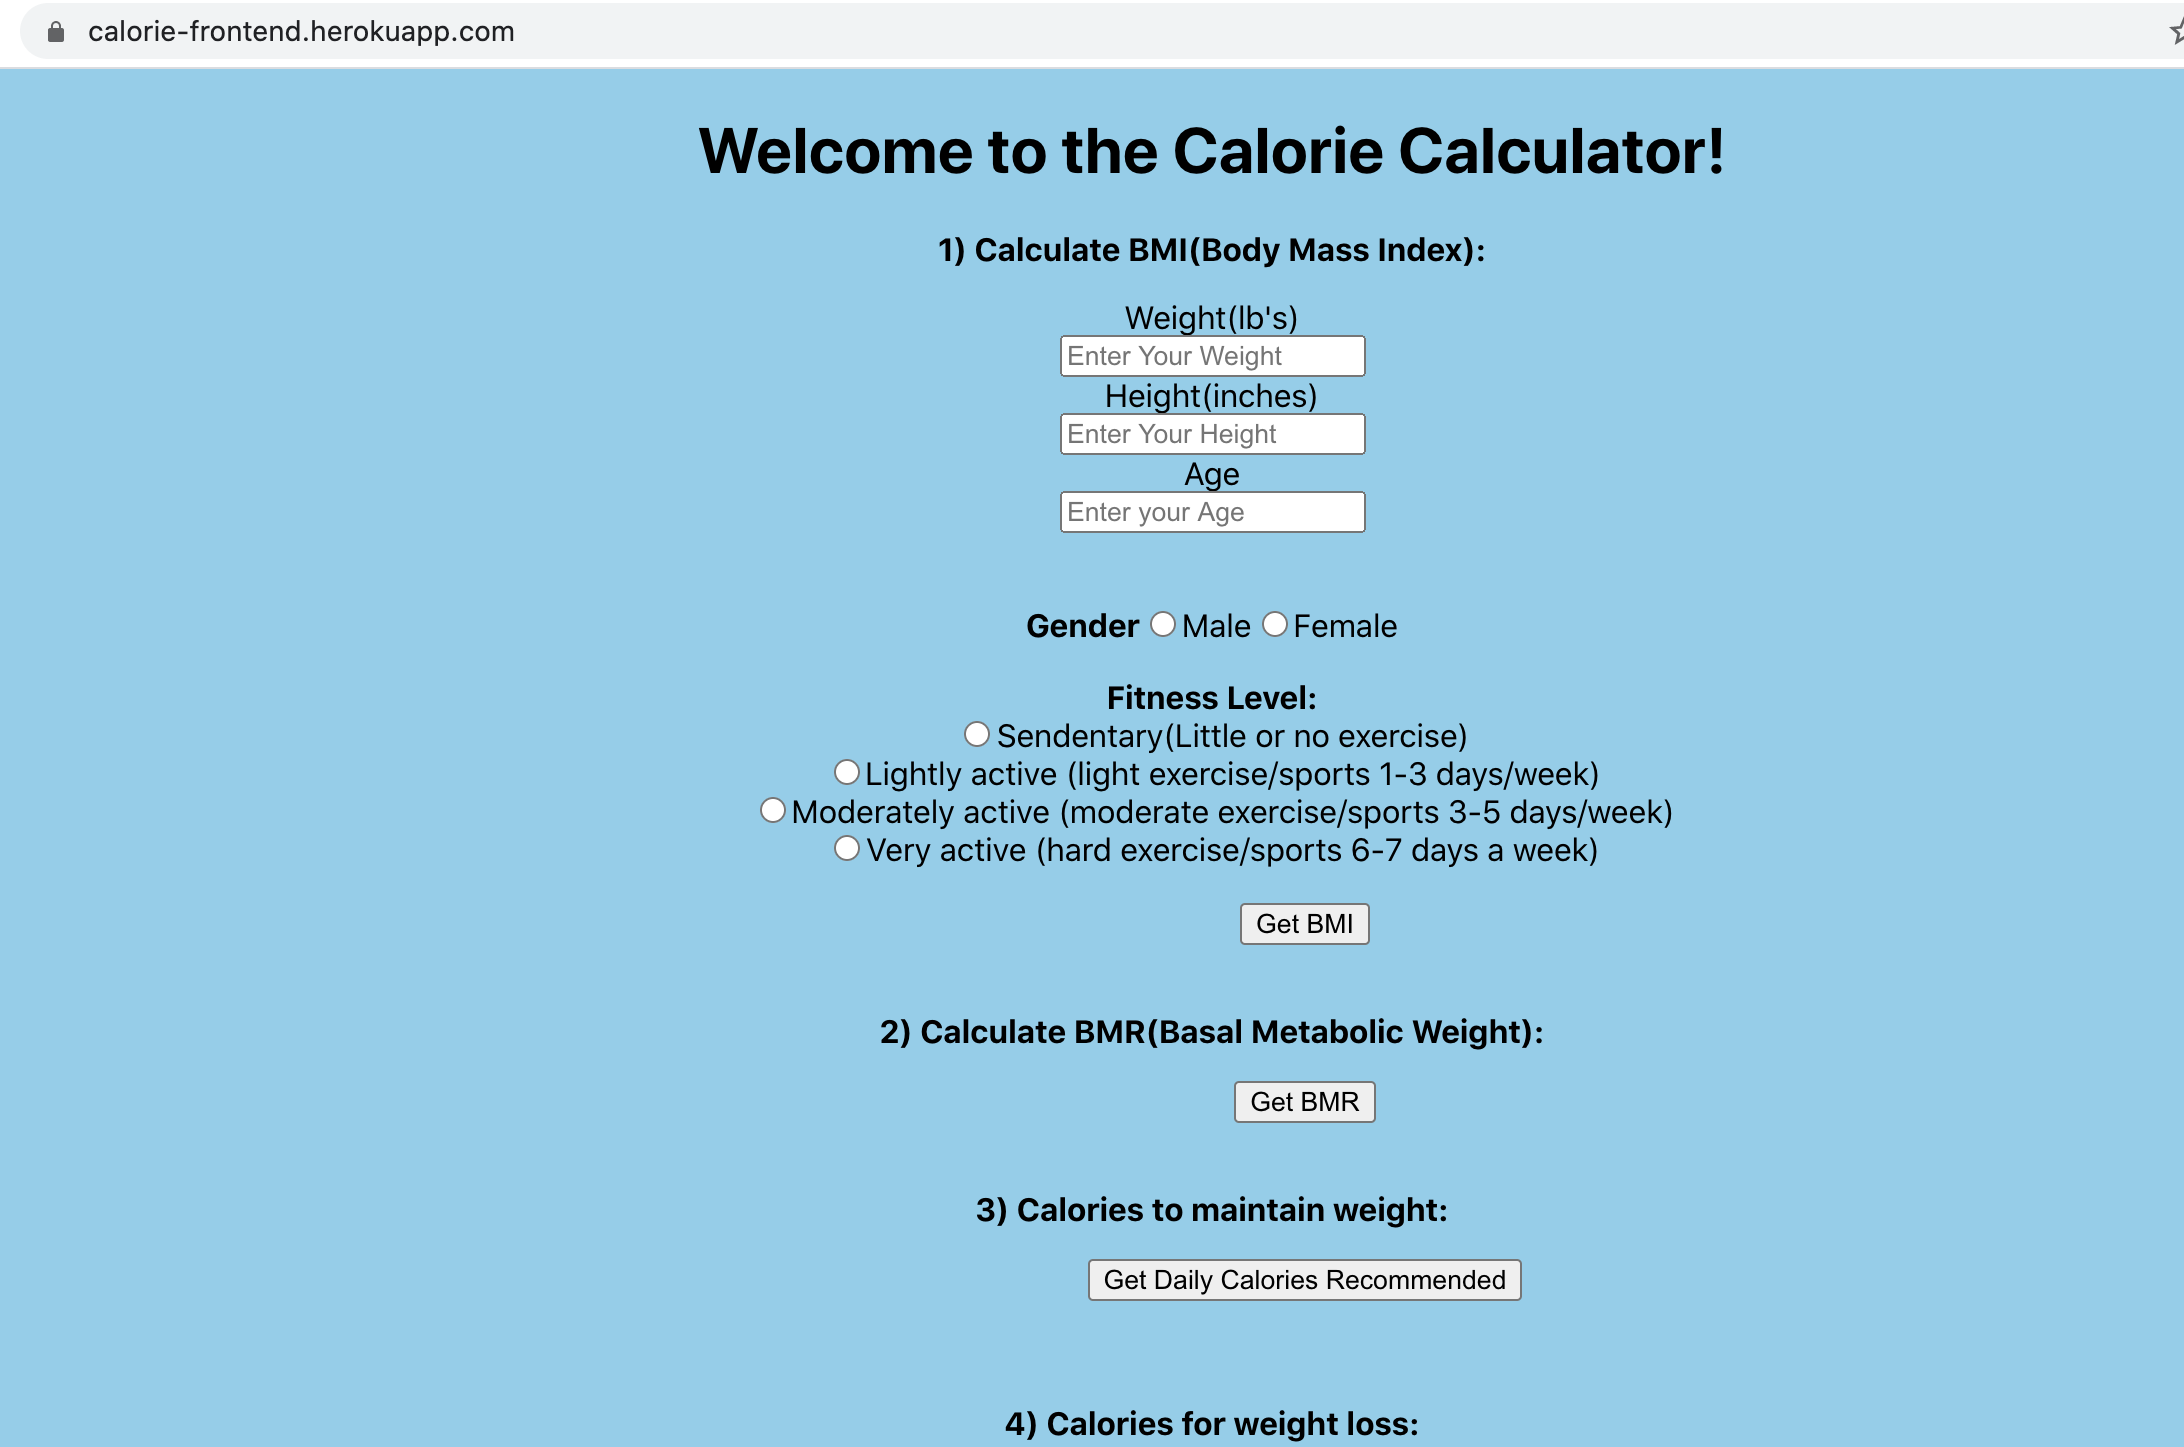 calorie-frontend.herokuapp.com
Welcome to the Calorie Calculator!
1) Calculate BMI(Body Mass Index):
Weight(lb's)
Enter Your Weight
Height(inches)
Enter Your Height
Age
Enter your Age
Gender Male Female
Fitness Level:
Sendentary(Little or no exercise)
Lightly active (light exercise/sports 1-3 days/week)
Moderately active (moderate exercise/sports 3-5 days/week)
Very active (hard exercise/sports 6-7 days a week)
Get BMI
2) Calculate BMR(Basal Metabolic Weight):
Get BMR
3) Calories to maintain weight:
Get Daily Calories Recommended
4) Calories for weight loss: